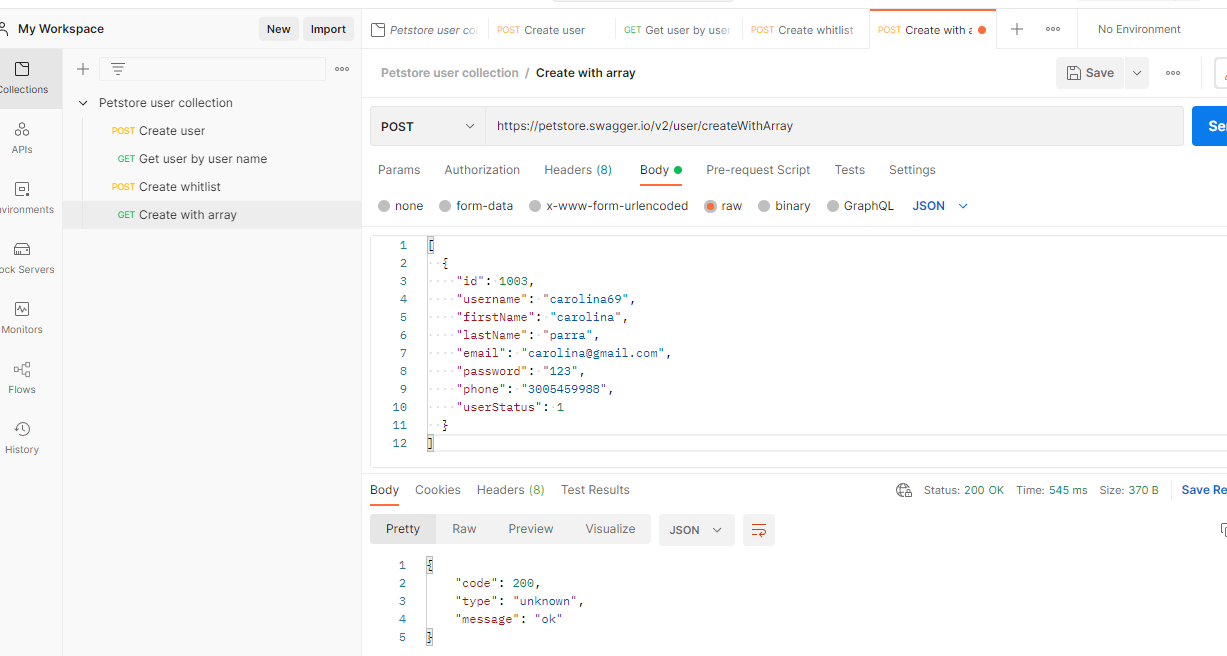 My Workspace
New
Import
Petstore user co
POST Create user
GET Get user by user
POST Create whitlist
POST Create with a
No Environment
Collections
APIs
vironments
ock Servers
Monitors
Flows
History
Petstore user collection
POST Create user
GET Get user by user name
POST Create whitlist
GET Create with array
Petstore user collection / Create with array
Save
POST
https://petstore.swagger.io/v2/user/createWithArray
Se
Params
Authorization
Headers (8)
Body
Pre-request Script
Tests
Settings
none
form-data
x-www-form-urlencoded
raw
binary
GraphQL
JSON
1 [
2 {
3 "id": 1003,
4 "username": "carolina69",
5 "firstName": "carolina",
6 "lastName": "parra",
7 "email": "carolina@gmail.com",
8 "password": "123",
9 "phone": "3005459988",
10 "userStatus": 1
11 }
12 ]
Body
Cookies
Headers (8)
Test Results
Status: 200 OK
Time: 545 ms
Size: 370 B
Save Re
Pretty
Raw
Preview
Visualize
JSON
1 {
2 "code": 200,
3 "type": "unknown",
4 "message": "ok"
5 }